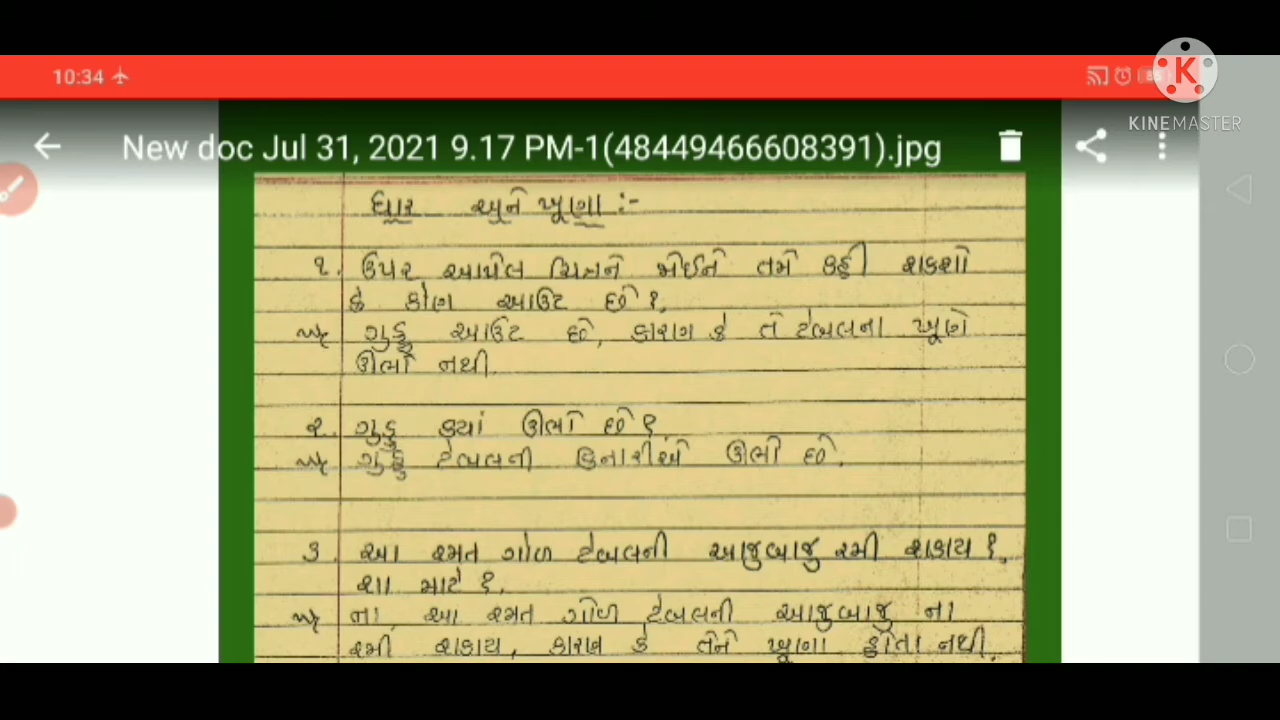 10:34
KINEMASTER
New doc Jul 31, 2021 9.17 PM-1(48449466608391).jpg
ધાર અને ખૂણા :-
૧. ઉપર આપેલ ચિત્રને જોઈને તમે કહી શકશો
કે કોણ આઉટ છે ?
ગુડ્ડુ આઉટ છે, કારણ કે તે ટેબલના ખૂણે
ઊભો નથી.
૨. ગુડ્ડુ ક્યાં ઊભો છે ?
ગુડ્ડુ ટેબલની કિનારીએ ઊભો છે.
૩. આ રમત ગોળ ટેબલની આજુબાજુ રમી શકાય ?
શા માટે ?
ના, આ રમત ગોળ ટેબલની આજુબાજુ ના
રમી શકાય, કારણ કે તેને ખૂણા હોતા નથી.